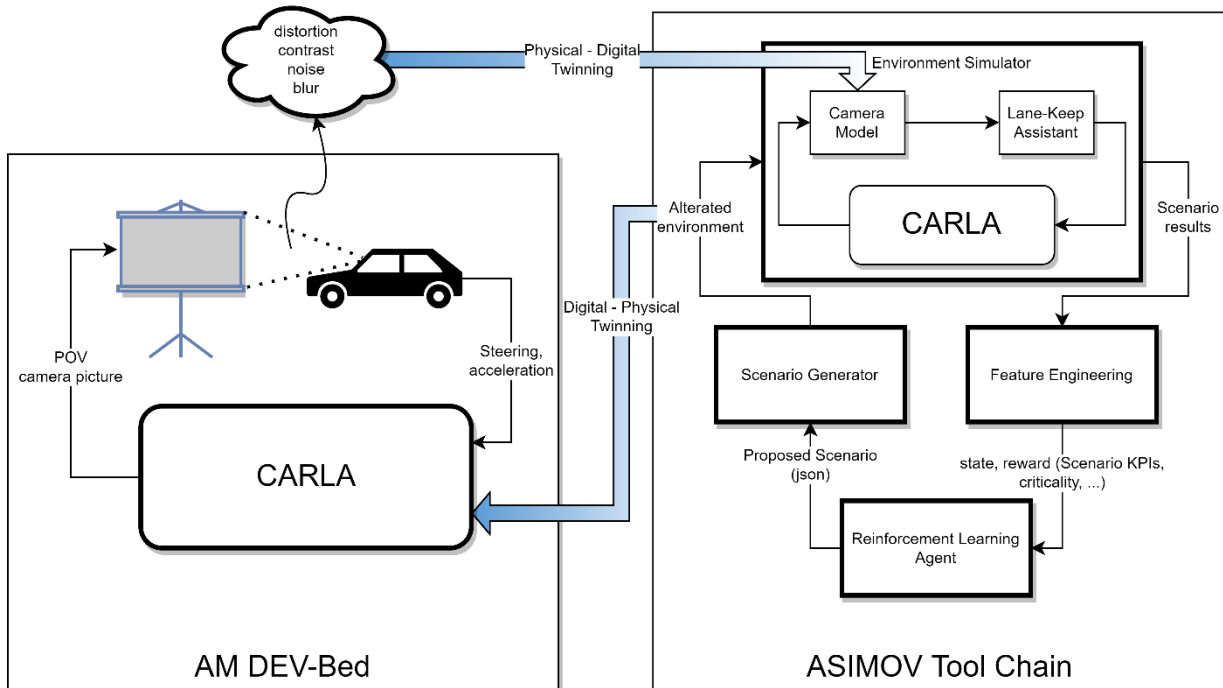 distortion
contrast
noise
blur
Physical - Digital
Twinning
Environment Simulator
Camera
Model
Lane-Keep
Assistant
CARLA
Alterated
environment
Scenario
results
Digital - Physical
Twinning
POV
camera picture
Steering,
acceleration
CARLA
Scenario Generator
Feature Engineering
Proposed Scenario
(json)
state, reward (Scenario KPIs,
criticality, ...)
Reinforcement Learning
Agent
AM DEV-Bed
ASIMOV Tool Chain